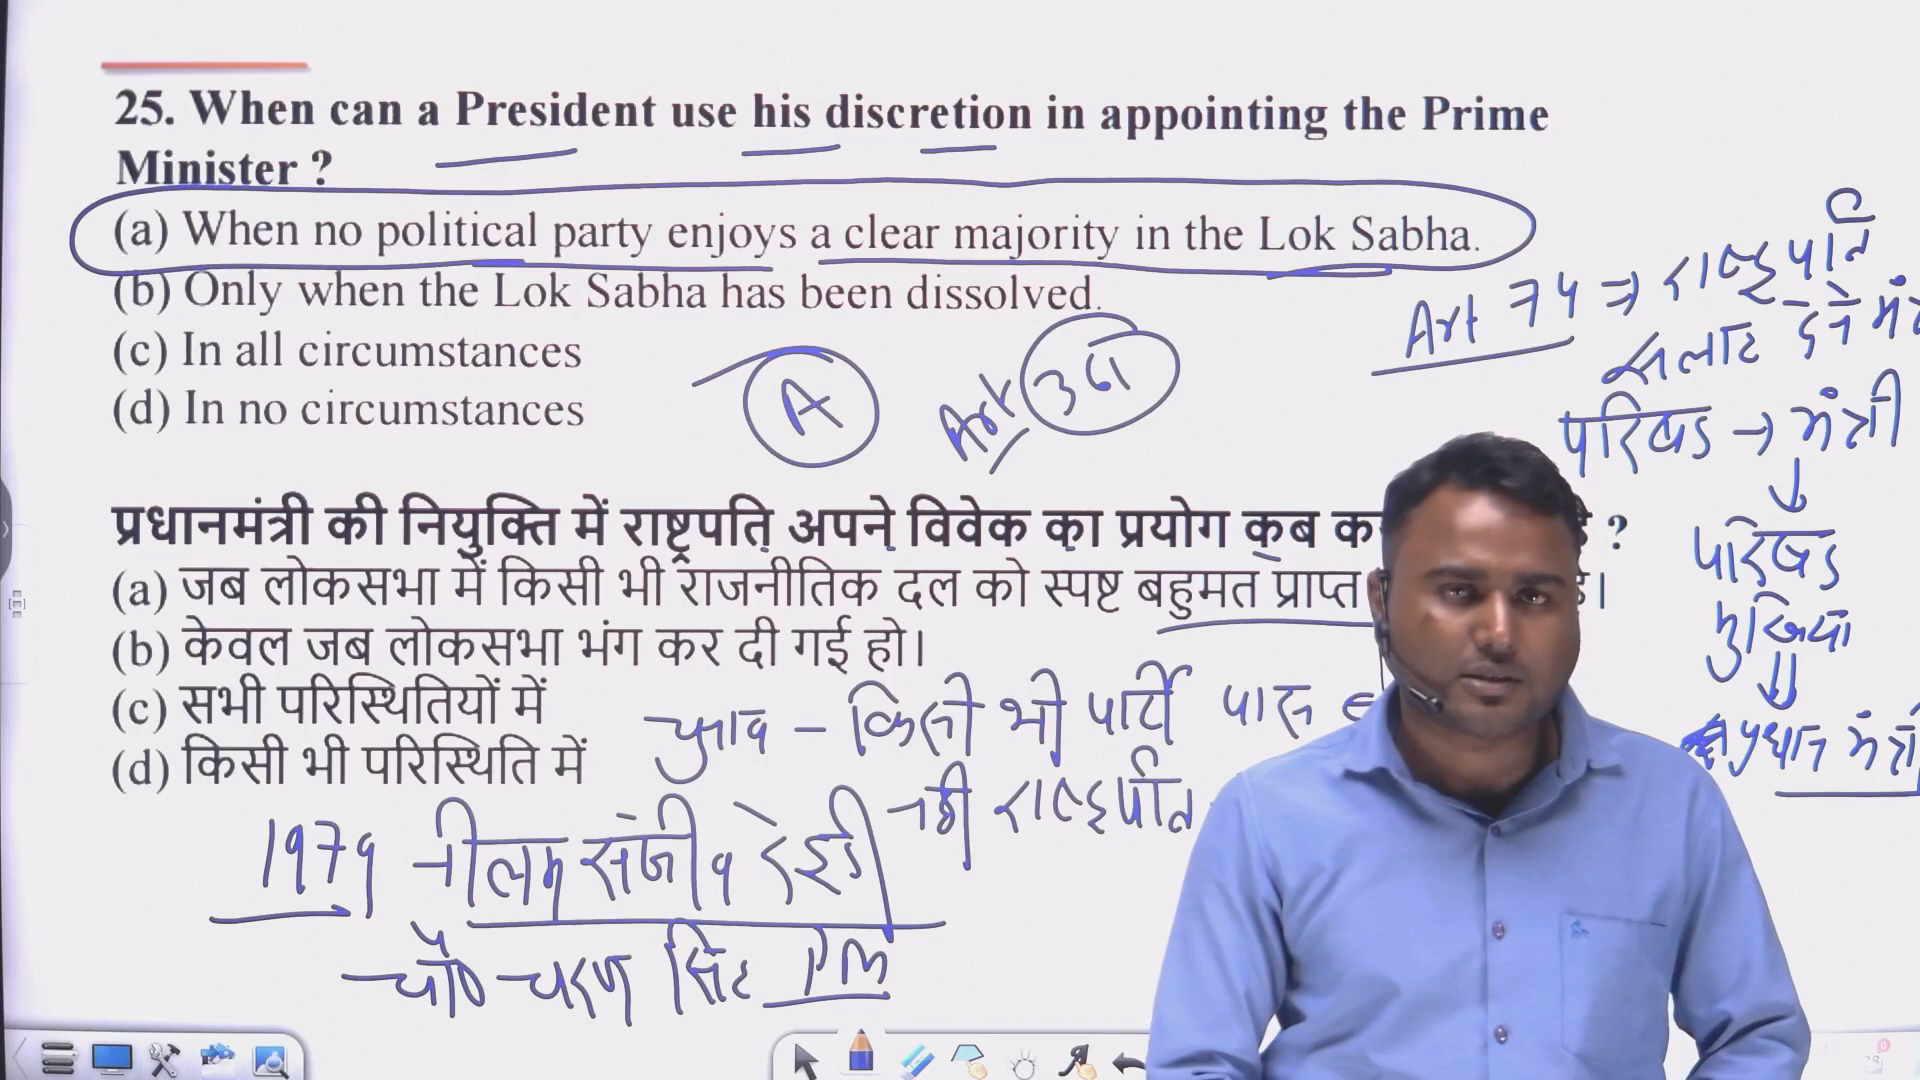 25. When can a President use his discretion in appointing the Prime
Minister ?
(a) When no political party enjoys a clear majority in the Lok Sabha.
(b) Only when the Lok Sabha has been dissolved.
(c) In all circumstances
(d) In no circumstances
A
Art 361
Art 74 ⇒ राष्ट्रपति
सलाह देने
परिषद → मंत्री
परिषद
मुखिया
प्रधान मंत्री
प्रधानमंत्री की नियुक्ति में राष्ट्रपति अपने विवेक का प्रयोग कब ?
(a) जब लोकसभा में किसी भी राजनीतिक दल को स्पष्ट बहुमत प्राप्त
(b) केवल जब लोकसभा भंग कर दी गई हो।
(c) सभी परिस्थितियों में
(d) किसी भी परिस्थिति में
चुनाव – किसी भी पार्टी पास
राष्ट्रपति
1979 नीलम संजीव रेड्डी
चौ० चरण सिंह PM